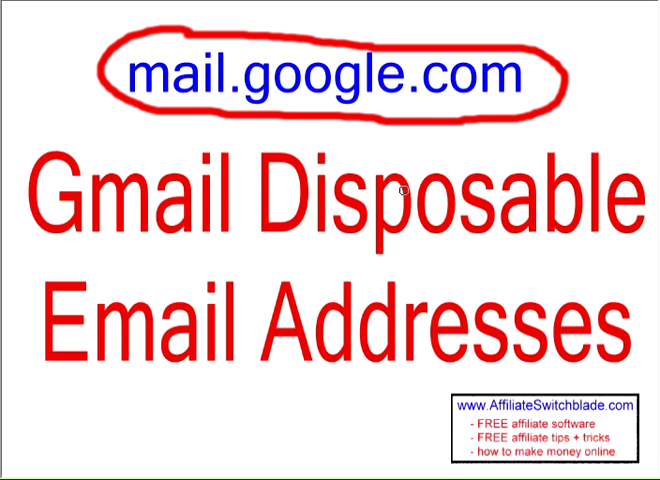 mail.google.com
Gmail Disposable
Email Addresses
www.AffiliateSwitchblade.com
- FREE affiliate software
- FREE affiliate tips + tricks
- how to make money online